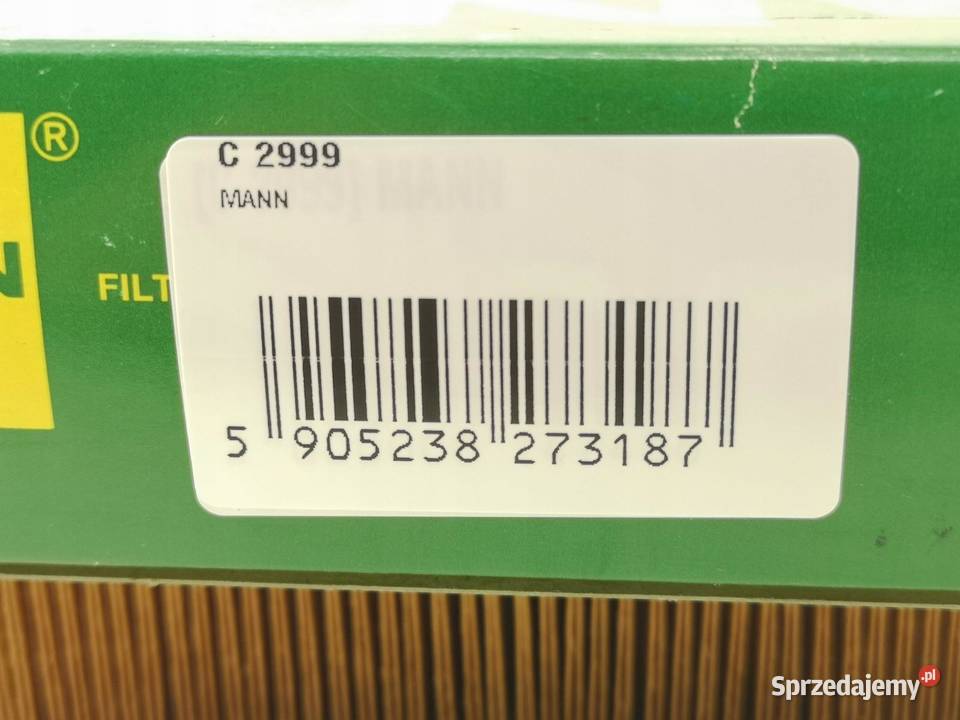 ®
N
FILT
C 2999
MANN
5 905238 273187
Sprzedajemy.pl